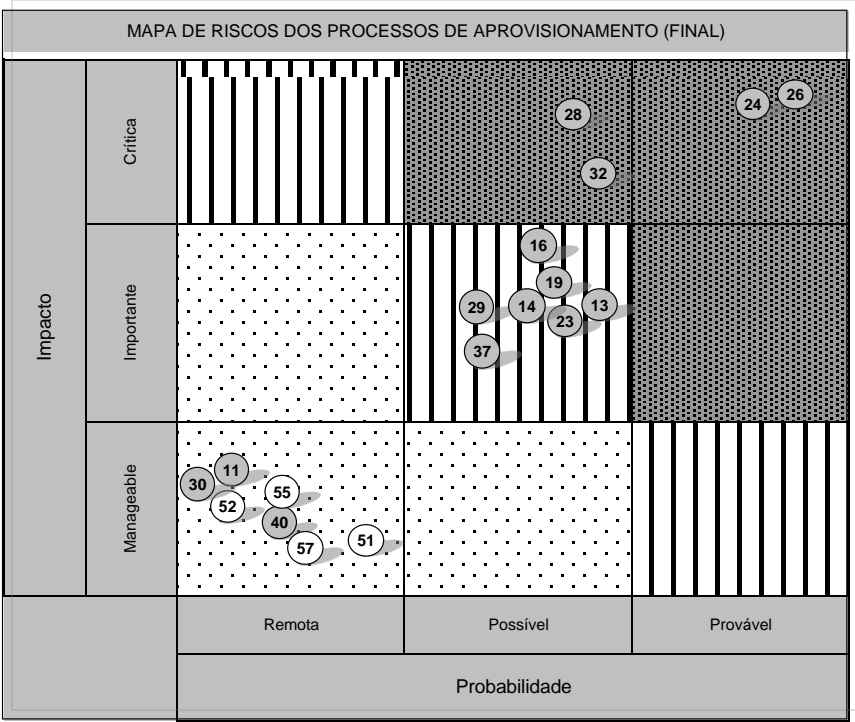 MAPA DE RISCOS DOS PROCESSOS DE APROVISIONAMENTO (FINAL)
Impacto
Crítica
28
32
24
26
Importante
16
19
29
14
23
13
37
Manageable
30
11
52
55
40
57
51
Remota
Possível
Provável
Probabilidade